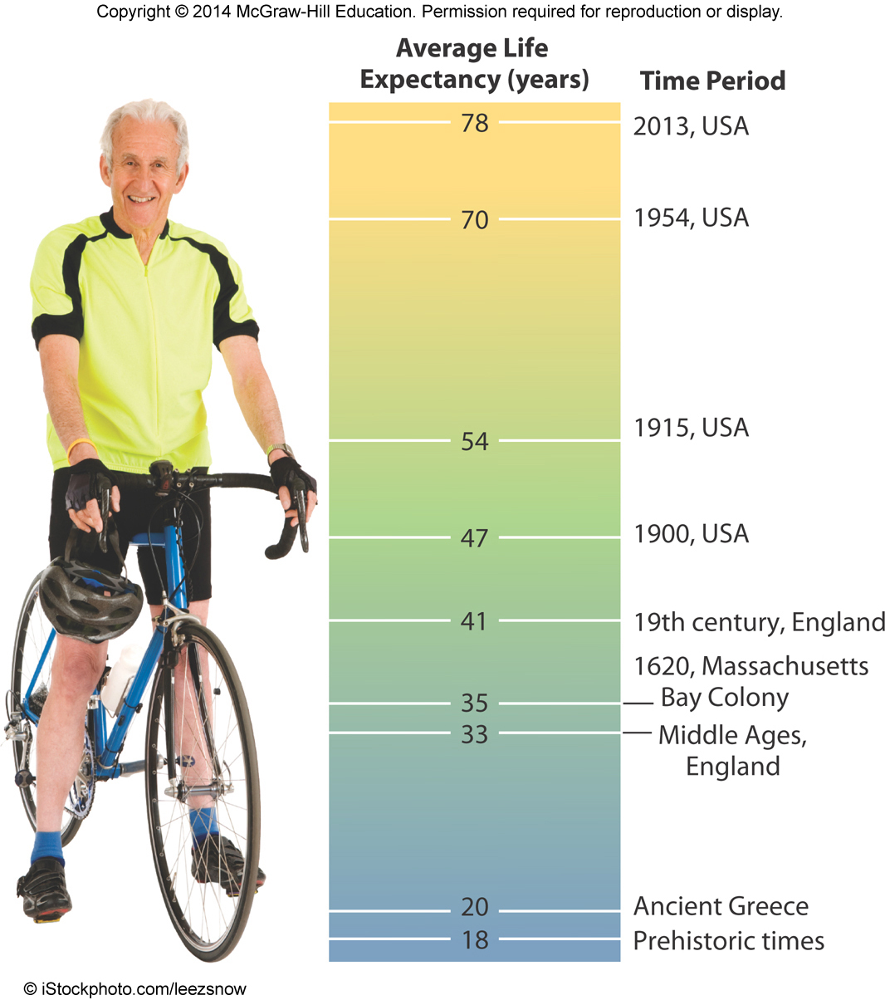 Copyright © 2014 McGraw-Hill Education. Permission required for reproduction or display.
Average Life
Expectancy (years)
Time Period
78
2013, USA
70
1954, USA
54
1915, USA
47
1900, USA
41
19th century, England
1620, Massachusetts
35
Bay Colony
33
Middle Ages,
England
20
Ancient Greece
18
Prehistoric times
© iStockphoto.com/leezsnow